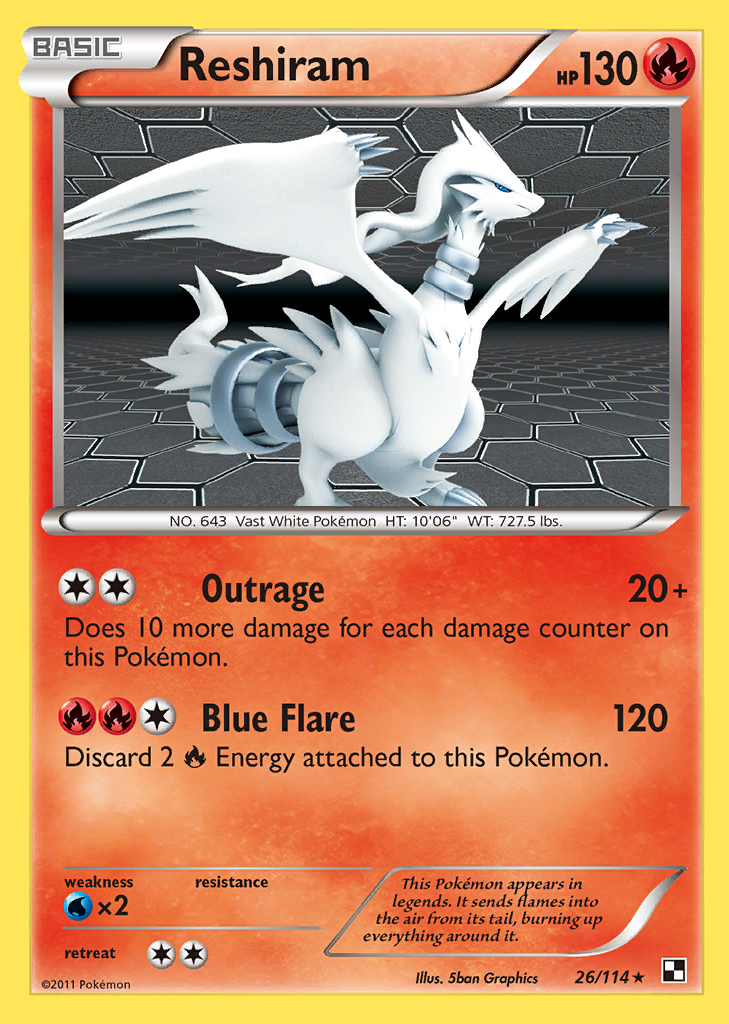 BASIC
Reshiram
HP130
NO. 643 Vast White Pokémon HT: 10'06" WT: 727.5 lbs.
Outrage 20+
Does 10 more damage for each damage counter on
this Pokémon.
Blue Flare 120
Discard 2 Energy attached to this Pokémon.
weakness resistance
×2
retreat
This Pokémon appears in
legends. It sends flames into
the air from its tail, burning up
everything around it.
©2011 Pokémon
Illus. 5ban Graphics 26/114 ★